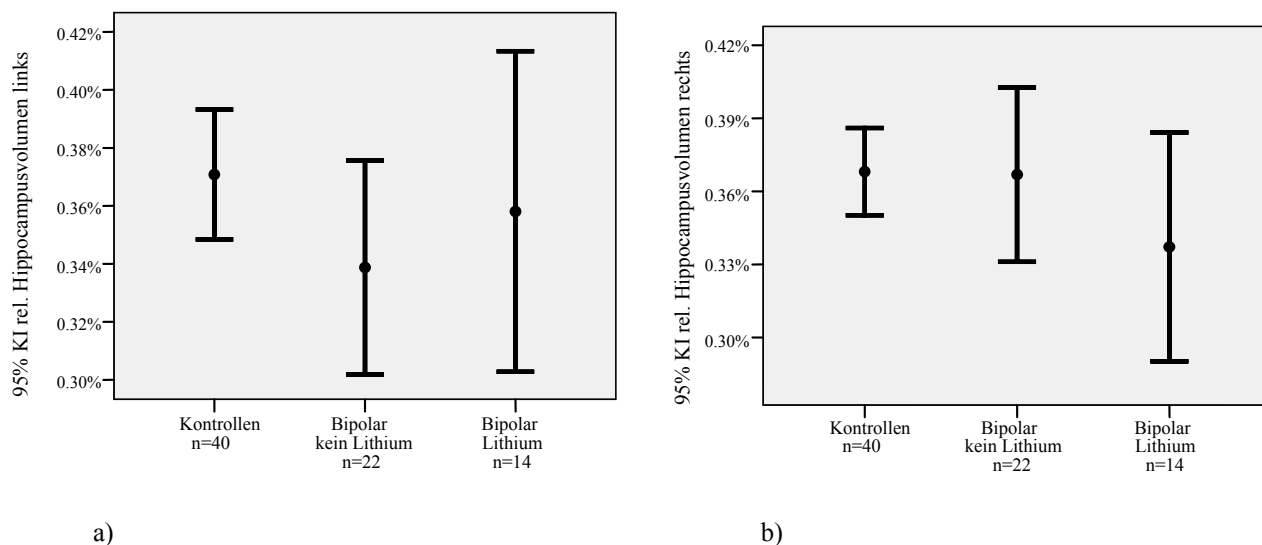 95% KI rel. Hippocampusvolumen links
0.42%
0.40%
0.38%
0.36%
0.34%
0.32%
0.30%
Kontrollen
n=40
Bipolar
kein Lithium
n=22
Bipolar
Lithium
n=14
a)
95% KI rel. Hippocampusvolumen rechts
0.42%
0.39%
0.36%
0.33%
0.30%
Kontrollen
n=40
Bipolar
kein Lithium
n=22
Bipolar
Lithium
n=14
b)